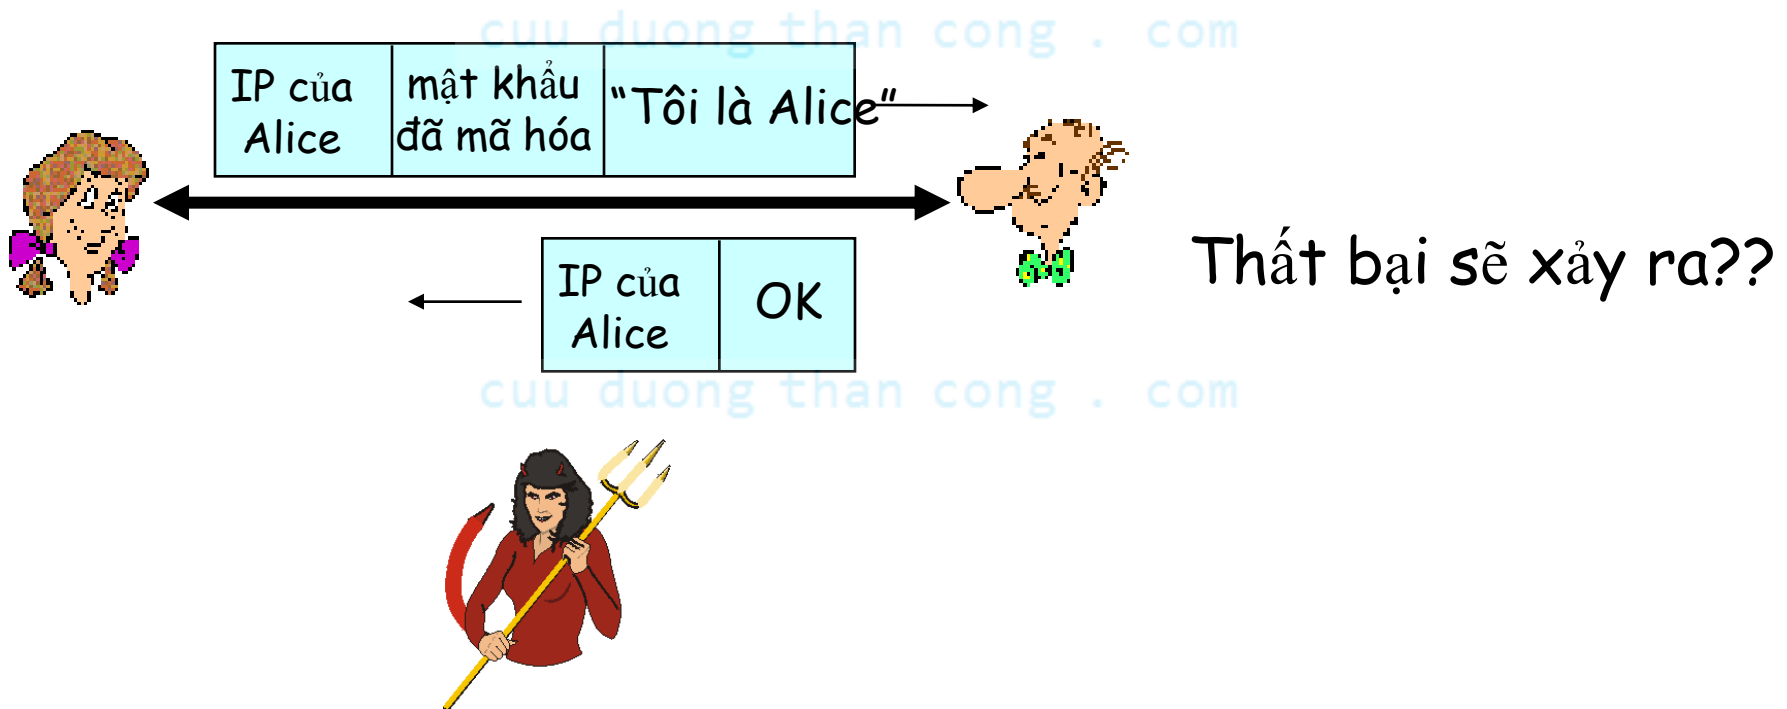 cuu duong than cong . com
IP của
Alice
mật khẩu
đã mã hóa
“Tôi là Alice”
IP của
Alice
OK
Thất bại sẽ xảy ra??
cuu duong than cong . com